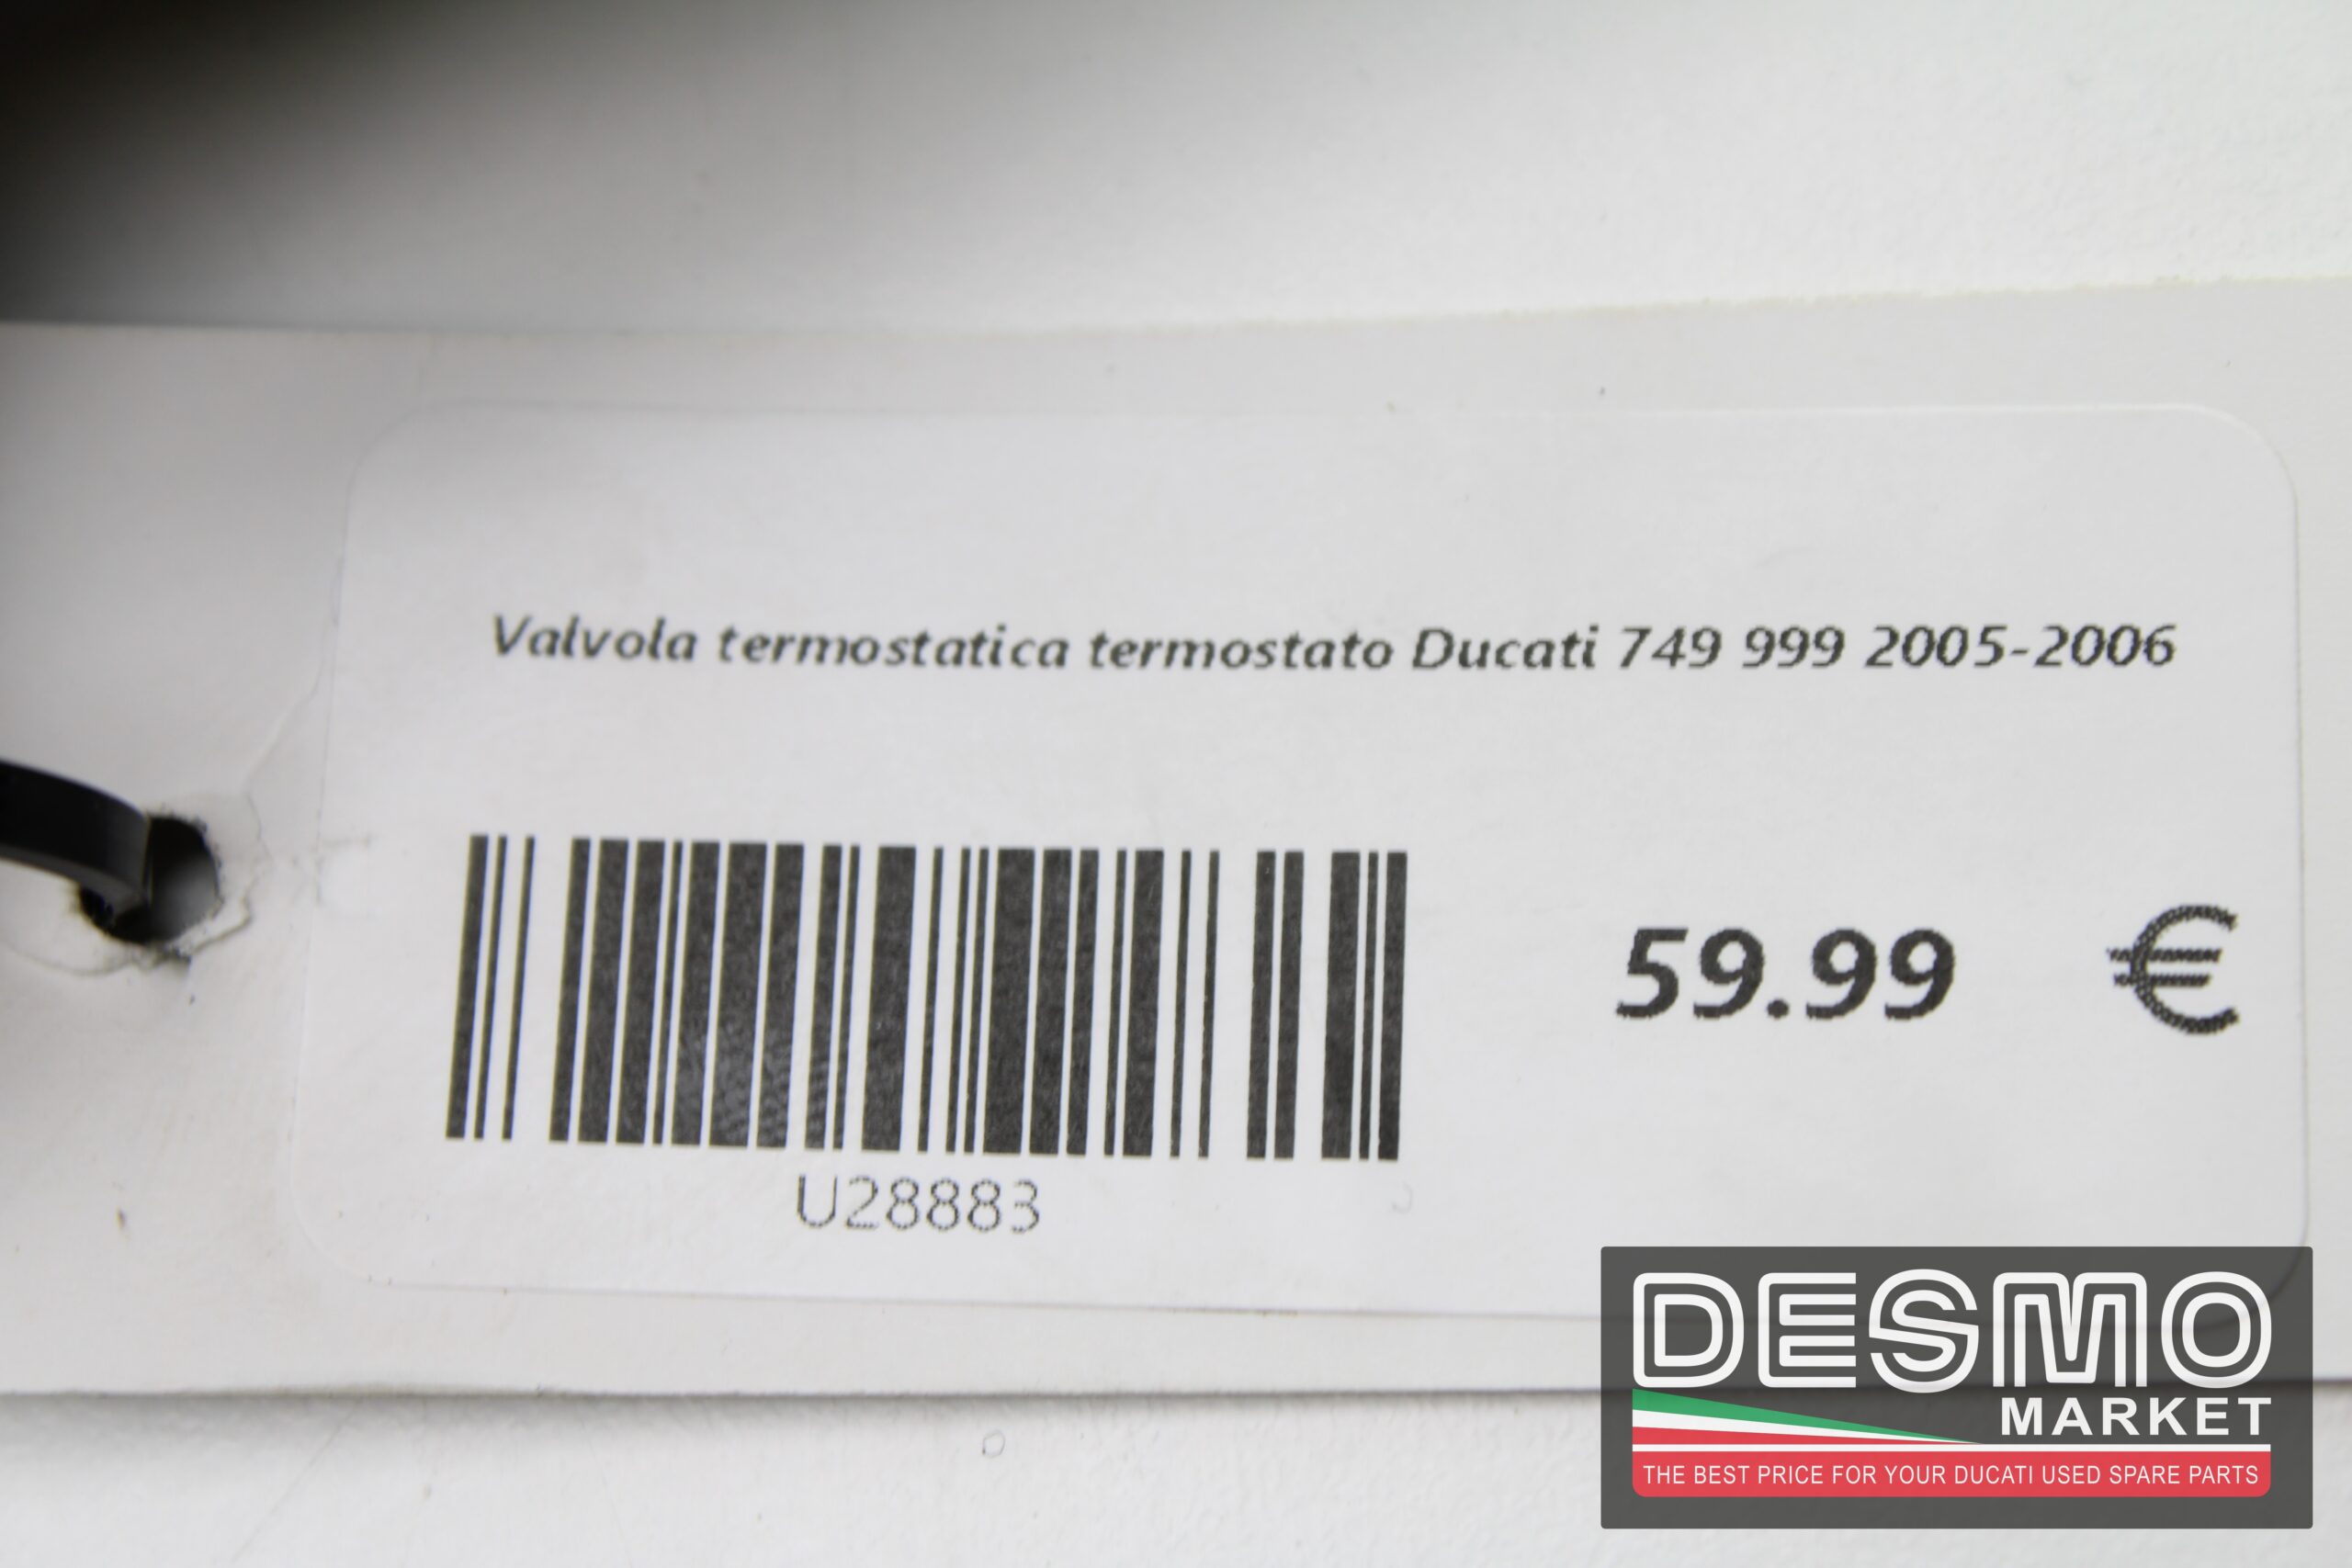 Valvola termostatica termostato Ducati 749 999 2005-2006
59.99 €
U28883
DESMO
MARKET
THE BEST PRICE FOR YOUR DUCATI USED SPARE PARTS